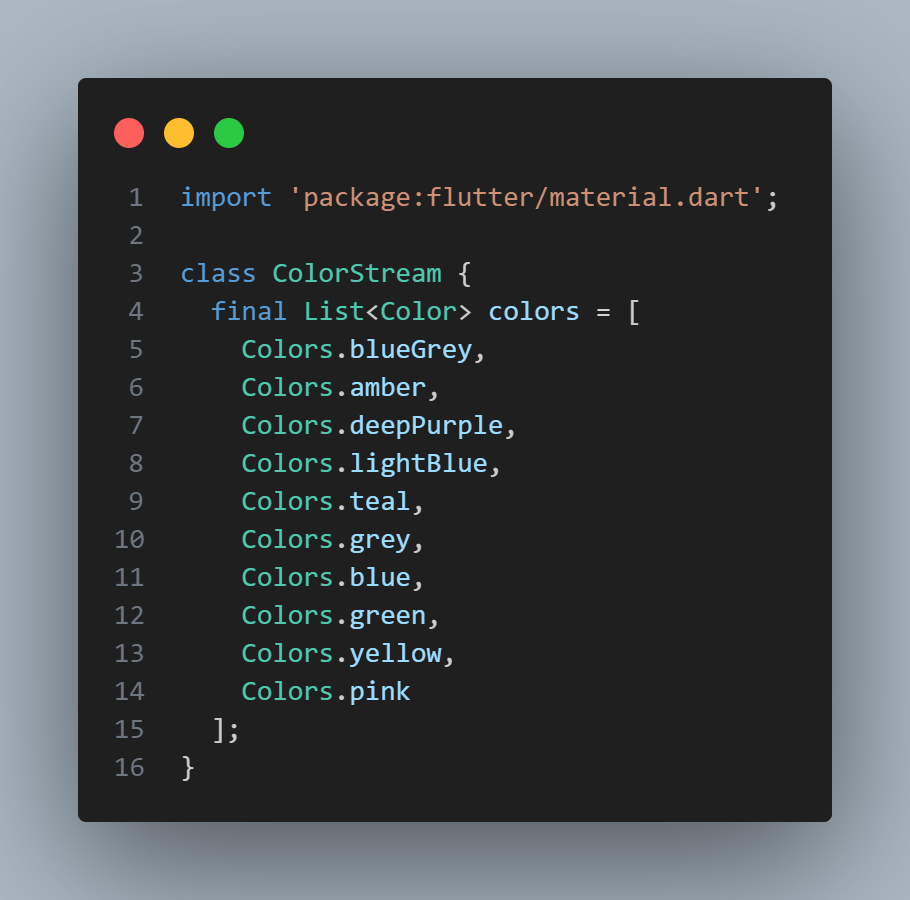 1 import 'package:flutter/material.dart';
2
3 class ColorStream {
4   final List<Color> colors = [
5     Colors.blueGrey,
6     Colors.amber,
7     Colors.deepPurple,
8     Colors.lightBlue,
9     Colors.teal,
10     Colors.grey,
11     Colors.blue,
12     Colors.green,
13     Colors.yellow,
14     Colors.pink
15   ];
16 }